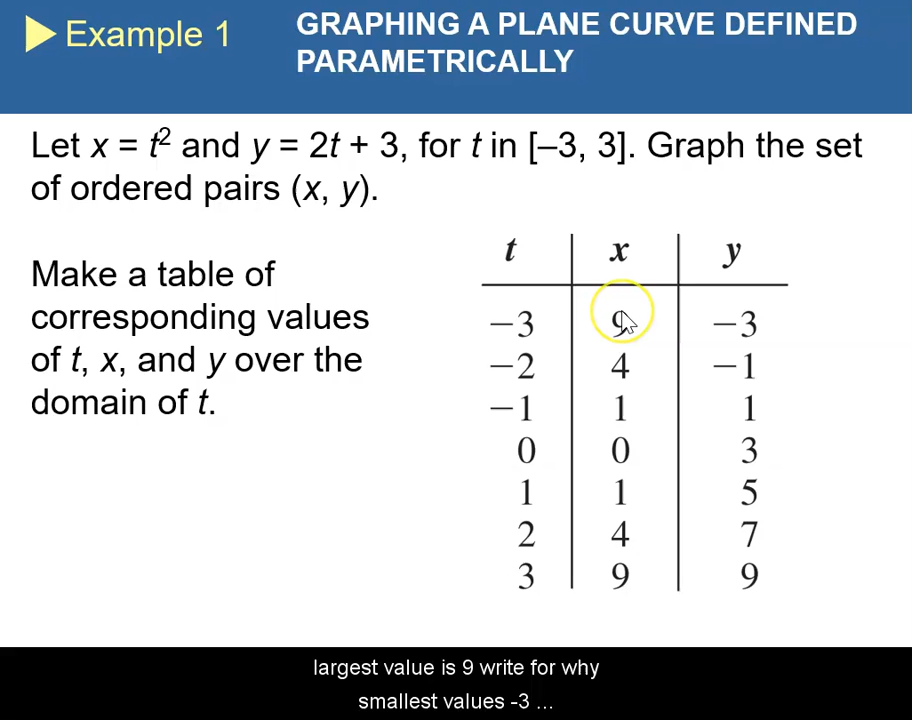 Example 1
GRAPHING A PLANE CURVE DEFINED
PARAMETRICALLY
Let x = t² and y = 2t + 3, for t in [–3, 3]. Graph the set
of ordered pairs (x, y).
Make a table of
corresponding values
of t, x, and y over the
domain of t.
t x y
−3 9 −3
−2 4 −1
−1 1 1
0 0 3
1 1 5
2 4 7
3 9 9
largest value is 9 write for why
smallest values -3 ...